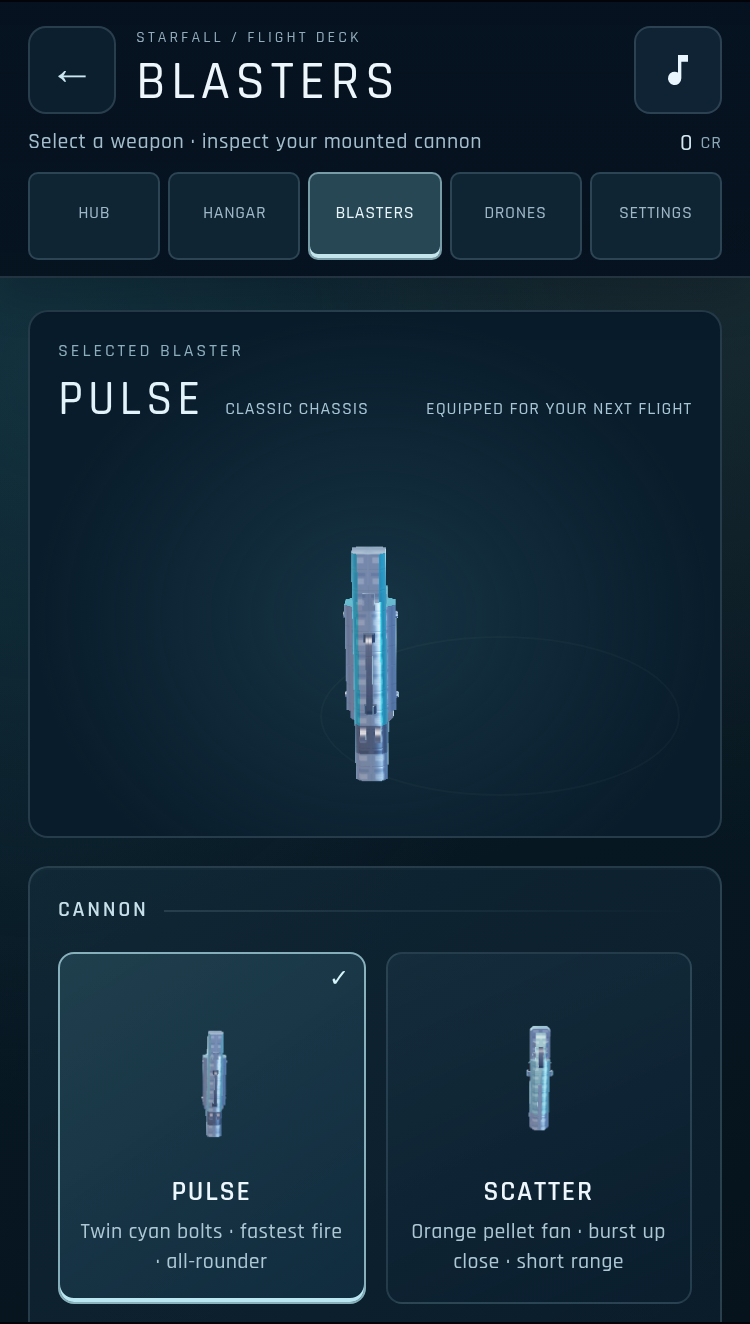 STARFALL / FLIGHT DECK
←
BLASTERS
Select a weapon · inspect your mounted cannon
0 CR
HUB
HANGAR
BLASTERS
DRONES
SETTINGS
SELECTED BLASTER
PULSE CLASSIC CHASSIS EQUIPPED FOR YOUR NEXT FLIGHT
CANNON
✓
PULSE
Twin cyan bolts · fastest fire
· all-rounder
SCATTER
Orange pellet fan · burst up
close · short range